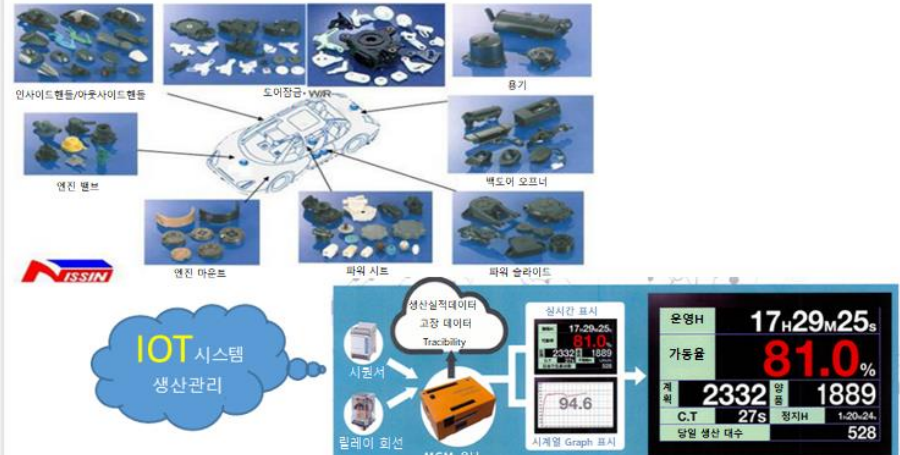 인사이드핸들/아웃사이드핸들
도어잠금·W/R
용기
엔진 밸브
백도어 오프너
엔진 마운트
파워 시트
파워 슬라이드
NISSIN
IOT 시스템
생산관리
생산실적데이터
고장 데이터
Tracibility
시퀀서
릴레이 회선
실시간 표시
17H29M25s
81.0%
2332 1889
27s
528
94.6
시계열 Graph 표시
운영H 17H29M25s
가동율 81.0%
계획 2332 양품 1889
C.T 27s 정지H 1H20M24s
당일 생산 대수 528